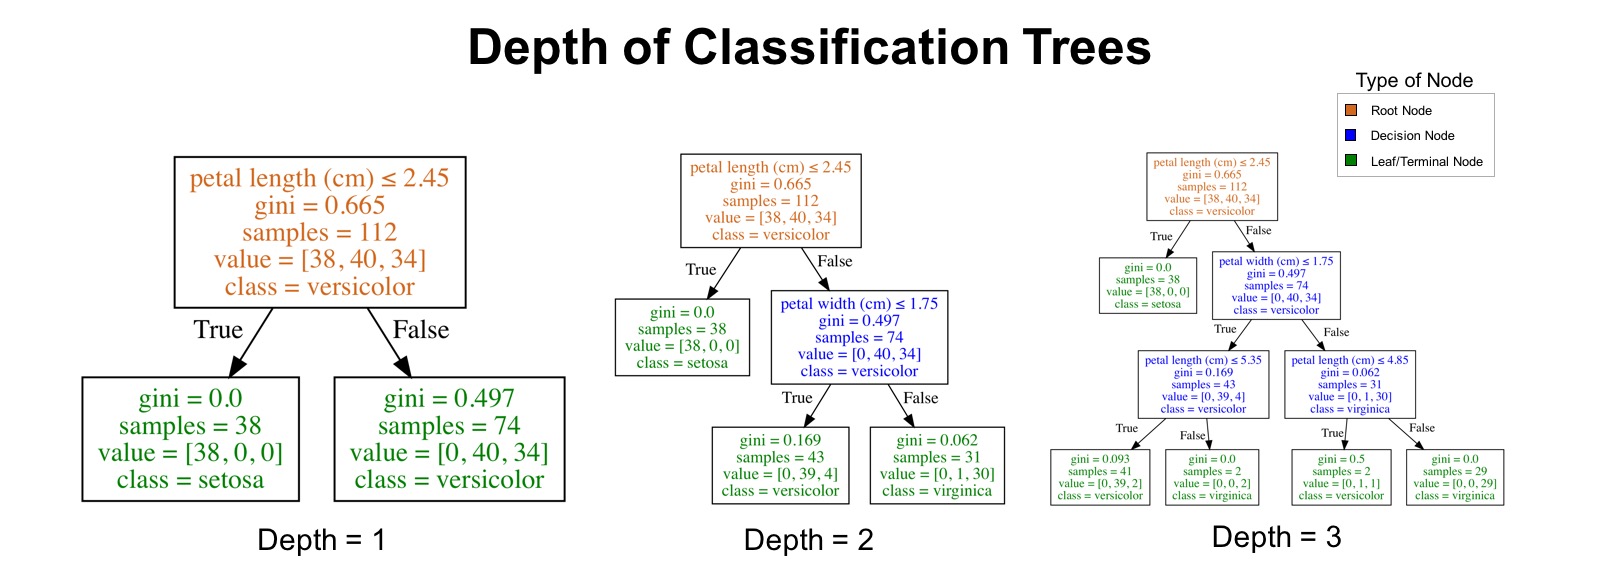 Depth of Classification Trees
Type of Node
Root Node
Decision Node
Leaf/Terminal Node
petal length (cm) ≤ 2.45
gini = 0.665
samples = 112
value = [38, 40, 34]
class = versicolor
True
False
gini = 0.0
samples = 38
value = [38, 0, 0]
class = setosa
gini = 0.497
samples = 74
value = [0, 40, 34]
class = versicolor
Depth = 1
petal length (cm) ≤ 2.45
gini = 0.665
samples = 112
value = [38, 40, 34]
class = versicolor
True
False
gini = 0.0
samples = 38
value = [38, 0, 0]
class = setosa
petal width (cm) ≤ 1.75
gini = 0.497
samples = 74
value = [0, 40, 34]
class = versicolor
True
False
gini = 0.169
samples = 43
value = [0, 39, 4]
class = versicolor
gini = 0.062
samples = 31
value = [0, 1, 30]
class = virginica
Depth = 2
petal length (cm) ≤ 2.45
gini = 0.665
samples = 112
value = [38, 40, 34]
class = versicolor
True
False
gini = 0.0
samples = 38
value = [38, 0, 0]
class = setosa
petal width (cm) ≤ 1.75
gini = 0.497
samples = 74
value = [0, 40, 34]
class = versicolor
True
False
petal length (cm) ≤ 5.35
gini = 0.169
samples = 43
value = [0, 39, 4]
class = versicolor
petal length (cm) ≤ 4.85
gini = 0.062
samples = 31
value = [0, 1, 30]
class = virginica
True
False
True
False
gini = 0.093
samples = 41
value = [0, 39, 2]
class = versicolor
gini = 0.0
samples = 2
value = [0, 0, 2]
class = virginica
gini = 0.5
samples = 2
value = [0, 1, 1]
class = versicolor
gini = 0.0
samples = 29
value = [0, 0, 29]
class = virginica
Depth = 3